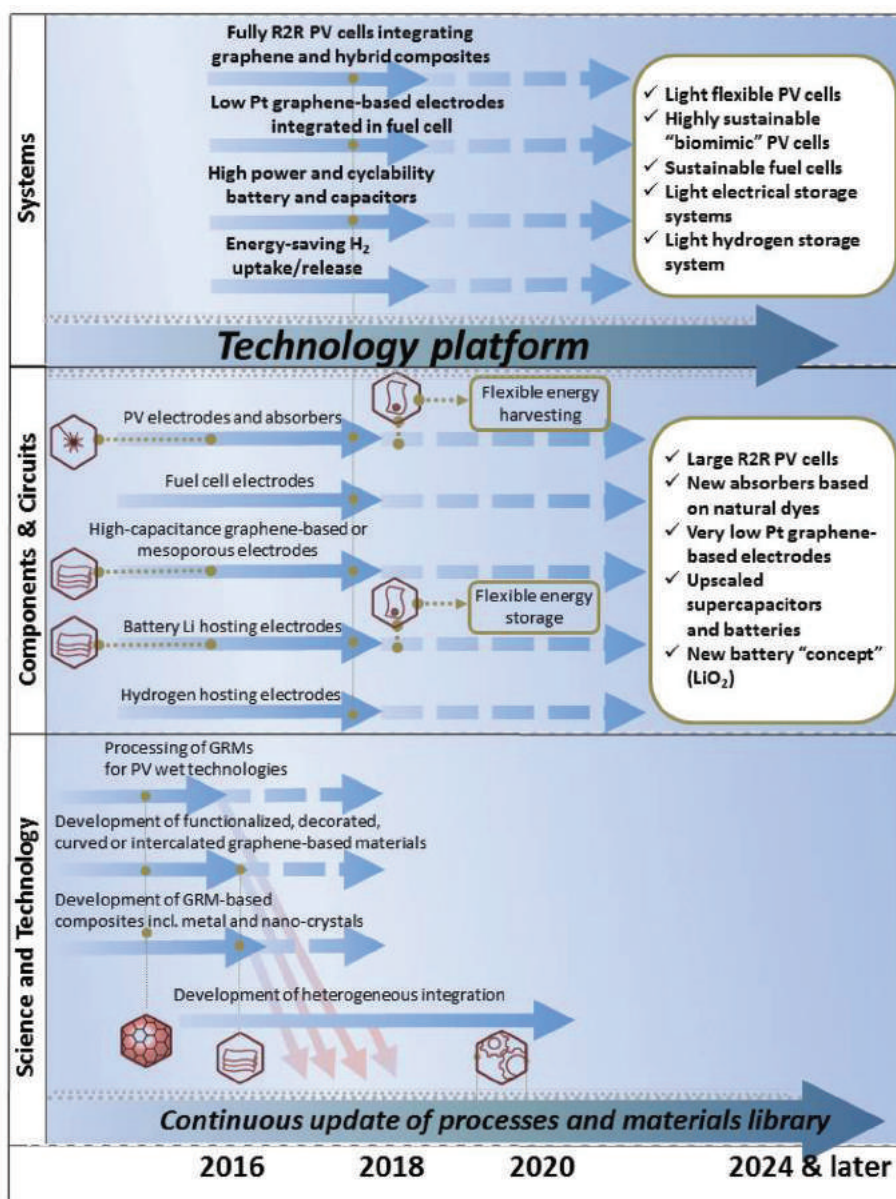 Systems
Fully R2R PV cells integrating
graphene and hybrid composites
Low Pt graphene-based electrodes
integrated in fuel cell
High power and cyclability
battery and capacitors
Energy-saving H₂
uptake/release
✓ Light flexible PV cells
✓ Highly sustainable
“biomimic” PV cells
✓ Sustainable fuel cells
✓ Light electrical storage
systems
✓ Light hydrogen storage
system
Technology platform
Components & Circuits
PV electrodes and absorbers
Flexible energy
harvesting
Fuel cell electrodes
High-capacitance graphene-based or
mesoporous electrodes
Flexible energy
storage
Battery Li hosting electrodes
Hydrogen hosting electrodes
✓ Large R2R PV cells
✓ New absorbers based
on natural dyes
✓ Very low Pt graphene-
based electrodes
✓ Upscaled
supercapacitors
and batteries
✓ New battery “concept”
(LiO₂)
Science and Technology
Processing of GRMs
for PV wet technologies
Development of functionalized, decorated,
curved or intercalated graphene-based materials
Development of GRM-based
composites incl. metal and nano-crystals
Development of heterogeneous integration
Continuous update of processes and materials library
2016 2018 2020 2024 & later